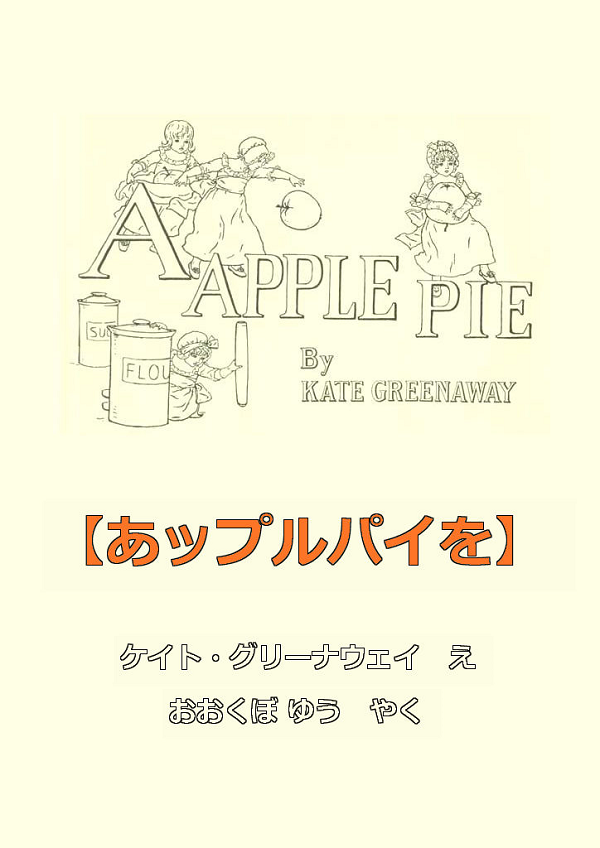 A APPLE PIE
By
KATE GREENAWAY
SUG
FLOU
【あップルパイを】
ケイト・グリーナウェイ　え
おおくぼ ゆう　やく